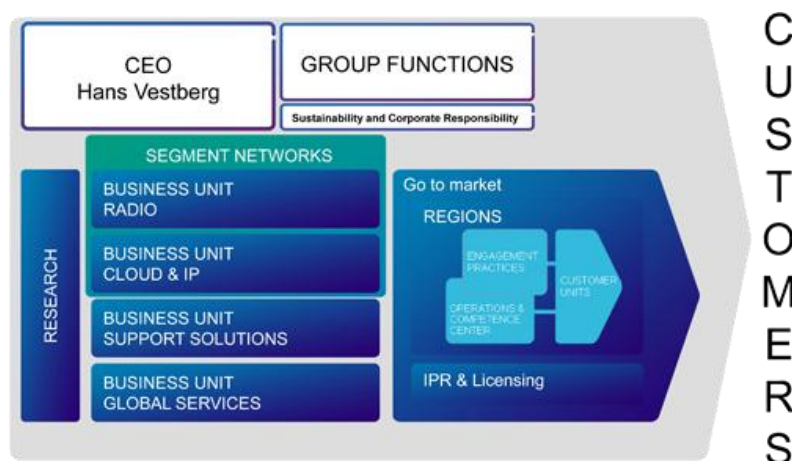 CEO
Hans Vestberg
GROUP FUNCTIONS
Sustainability and Corporate Responsibility
SEGMENT NETWORKS
BUSINESS UNIT
RADIO
BUSINESS UNIT
CLOUD & IP
BUSINESS UNIT
SUPPORT SOLUTIONS
BUSINESS UNIT
GLOBAL SERVICES
RESEARCH
Go to market
REGIONS
ENGAGEMENT
PRACTICES
OPERATIONS &
COMPETENCE
CENTER
CUSTOMER
UNITS
IPR & Licensing
CUSTOMERS